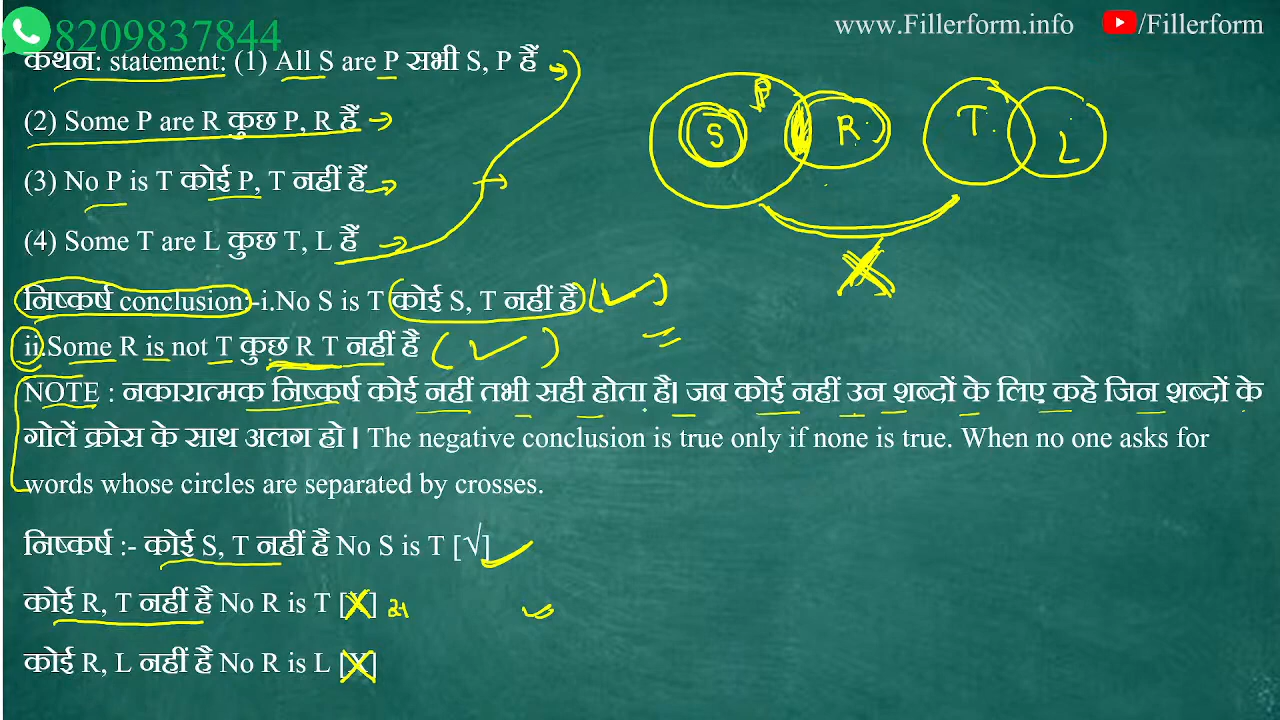 8209837844
www.Fillerform.info /Fillerform
कथन: statement: (1) All S are P सभी S, P हैं
(2) Some P are R कुछ P, R हैं
(3) No P is T कोई P, T नहीं हैं
(4) Some T are L कुछ T, L हैं
निष्कर्ष conclusion:-i.No S is T कोई S, T नहीं है (✓)
ii.Some R is not T कुछ R T नहीं है (✓)
NOTE : नकारात्मक निष्कर्ष कोई नहीं तभी सही होता है। जब कोई नहीं उन शब्दों के लिए कहे जिन शब्दों के
गोलें क्रोस के साथ अलग हो | The negative conclusion is true only if none is true. When no one asks for
words whose circles are separated by crosses.
निष्कर्ष :- कोई S, T नहीं है No S is T [√]
कोई R, T नहीं है No R is T [X]
कोई R, L नहीं है No R is L [X]
S P R T L
X